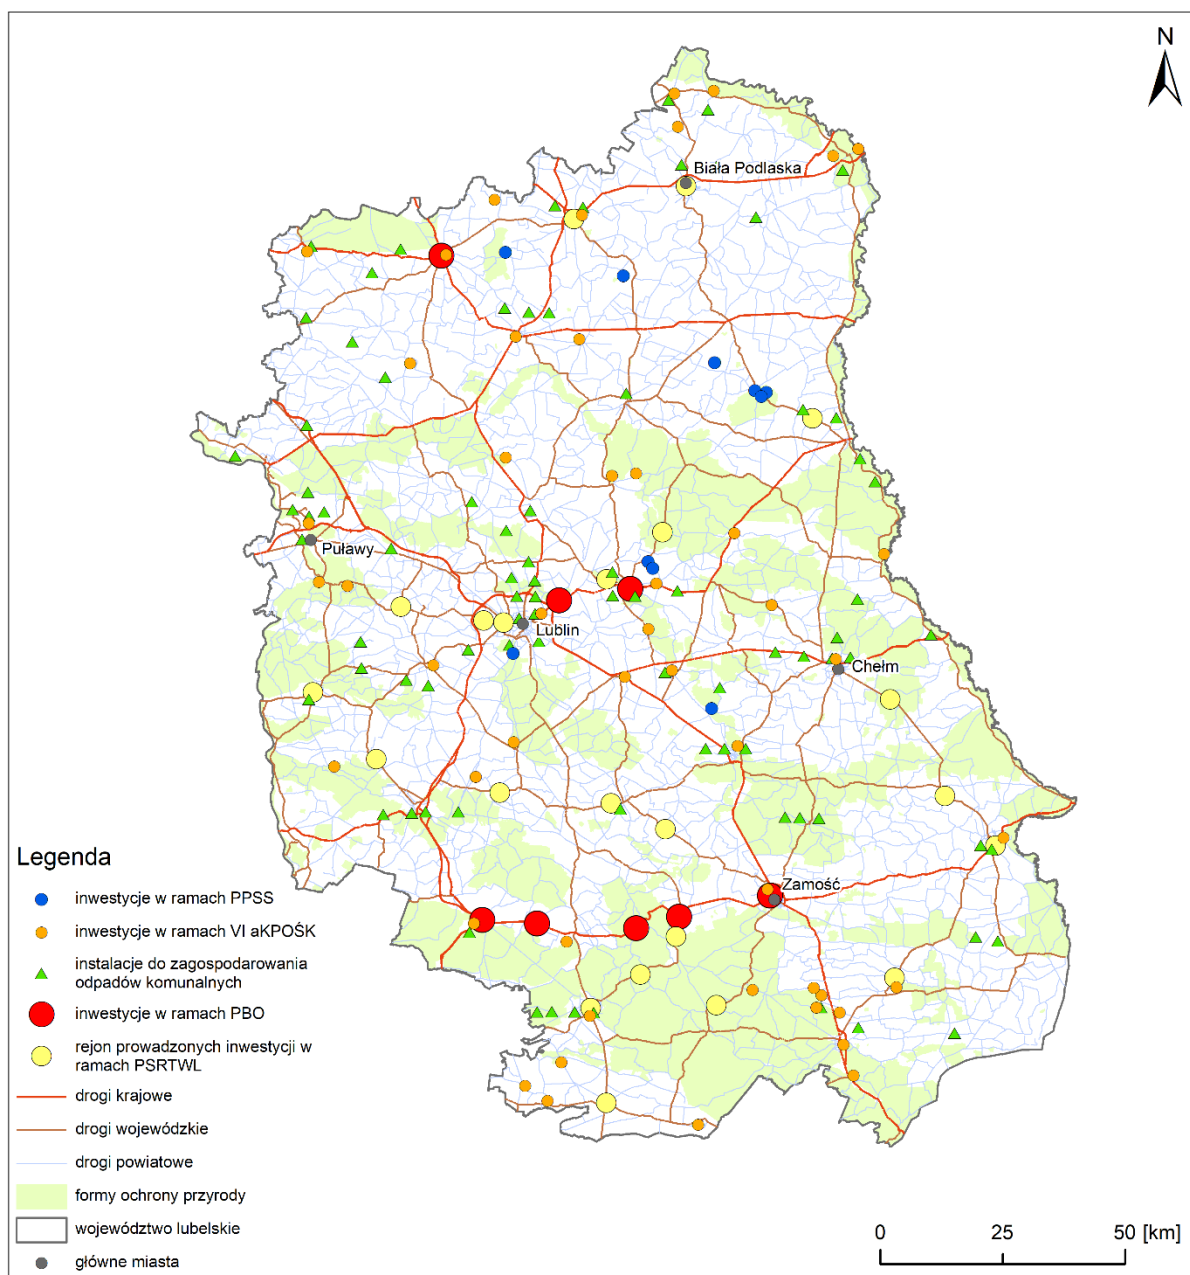 N
Biała Podlaska
Puławy
Lublin
Chełm
Zamość
Legenda
inwestycje w ramach PPSS
inwestycje w ramach VI aKPOŚK
instalacje do zagospodarowania
odpadów komunalnych
inwestycje w ramach PBO
rejon prowadzonych inwestycji w
ramach PSRTWL
drogi krajowe
drogi wojewódzkie
drogi powiatowe
formy ochrony przyrody
województwo lubelskie
główne miasta
0 25 50 [km]